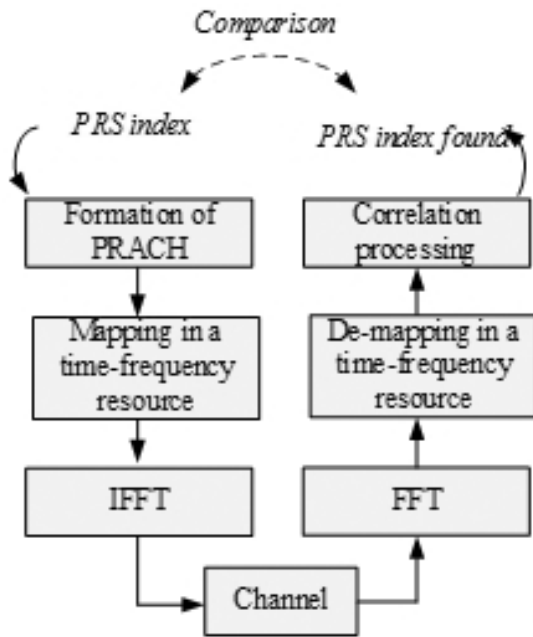 Comparison
PRS index
PRS index found
Formation of
PRACH
Correlation
processing
Mapping in a
time-frequency
resource
De-mapping in a
time-frequency
resource
IFFT
FFT
Channel